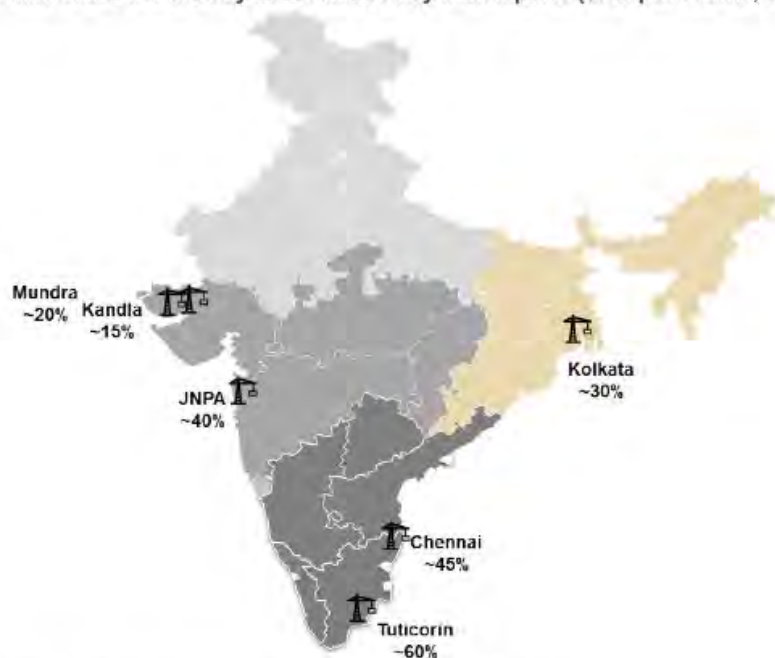 Mundra
~20%
Kandla
~15%
JNPA
~40%
Kolkata
~30%
Chennai
~45%
Tuticorin
~60%